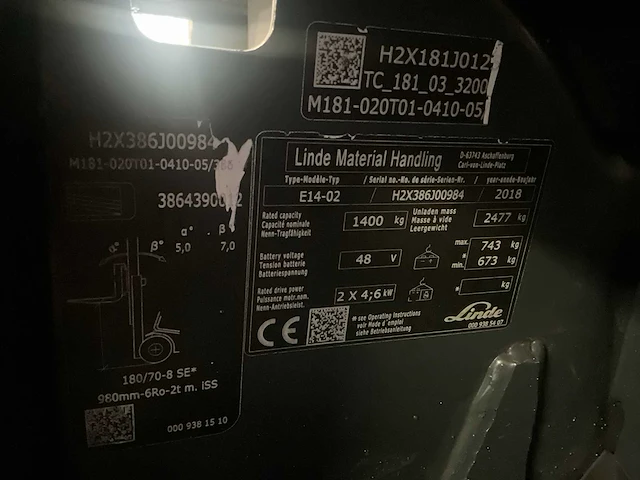 H2X181J012
TC_181_03_3200
M181-020T01-0410-05
H2X386J00984
M181-020T01-0410-05/386
3864390
α° β
β° α° 5,0 7,0
180/70-8 SE*
980mm-6Ro-2t m. iSS
000 938 15 10
Linde Material Handling
D-63743 Aschaffenburg
Carl-von-Linde-Platz
Type-Modèle-Typ / Serial no.-No. de série-Serien-Nr. / year-année-Baujahr
E14-02 / H2X386J00984 / 2018
Rated capacity
Capacité nominale
Nenn-Tragfähigkeit
1400 kg
Unladen mass
Masse à vide
Leergewicht
2477 kg
Battery voltage
Tension batterie
Batteriespannung
48 V
max. 743 kg
* min. 673 kg
Rated drive power
Puissance motr.nom.
Nenn-Antriebsleist.
2 X 4,6 kW
* kg
* see Operating Instructions
voir Mode d'emploi
siehe Betriebsanleitung
CE
Linde
000 938 54 07